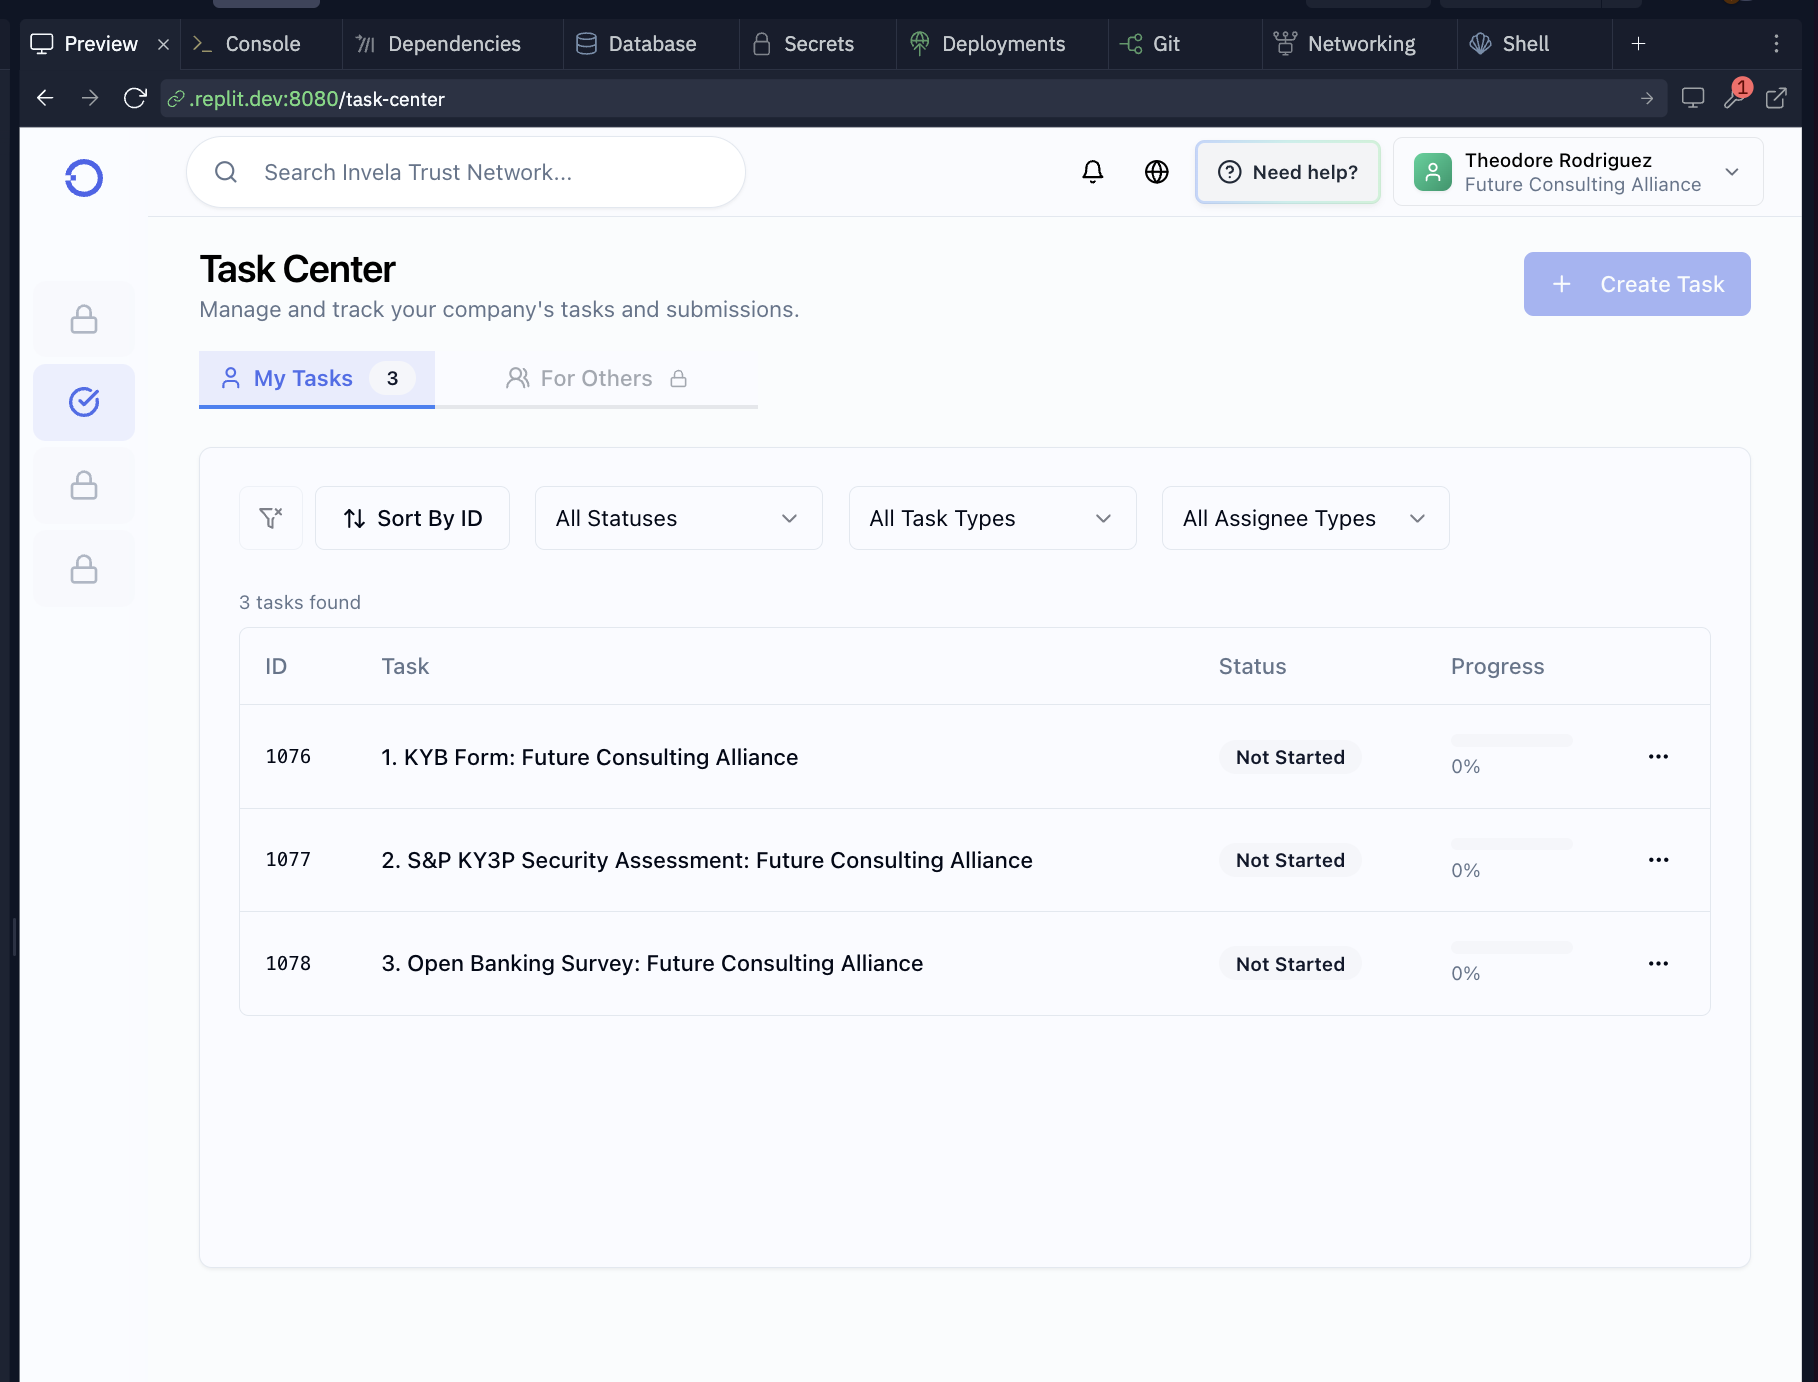 Preview
Console
Dependencies
Database
Secrets
Deployments
Git
Networking
Shell
.replit.dev:8080/task-center
1
Search Invela Trust Network...
Need help?
Theodore Rodriguez
Future Consulting Alliance
Task Center
Manage and track your company's tasks and submissions.
Create Task
My Tasks 3
For Others
Sort By ID
All Statuses
All Task Types
All Assignee Types
3 tasks found
ID Task Status Progress
1076 1. KYB Form: Future Consulting Alliance Not Started 0%
1077 2. S&P KY3P Security Assessment: Future Consulting Alliance Not Started 0%
1078 3. Open Banking Survey: Future Consulting Alliance Not Started 0%